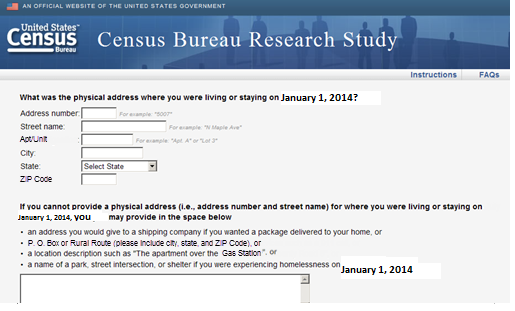 AN OFFICIAL WEBSITE OF THE UNITED STATES GOVERNMENT
United States™
Census
Bureau
Census Bureau Research Study
Instructions FAQs
What was the physical address where you were living or staying on January 1, 2014?
Address number: For example: "5007"
Street name: For example: "N Maple Ave"
Apt/Unit : For example: "Apt. A" or "Lot 3"
City:
State: Select State
ZIP Code
If you cannot provide a physical address (i.e., address number and street name) for where you were living or staying on
January 1, 2014, you may provide in the space below
• an address you would give to a shipping company if you wanted a package delivered to your home, or
• P. O. Box or Rural Route (please include city, state, and ZIP Code), or
• a location description such as "The apartment over the Gas Station", or
• a name of a park, street intersection, or shelter if you were experiencing homelessness on January 1, 2014